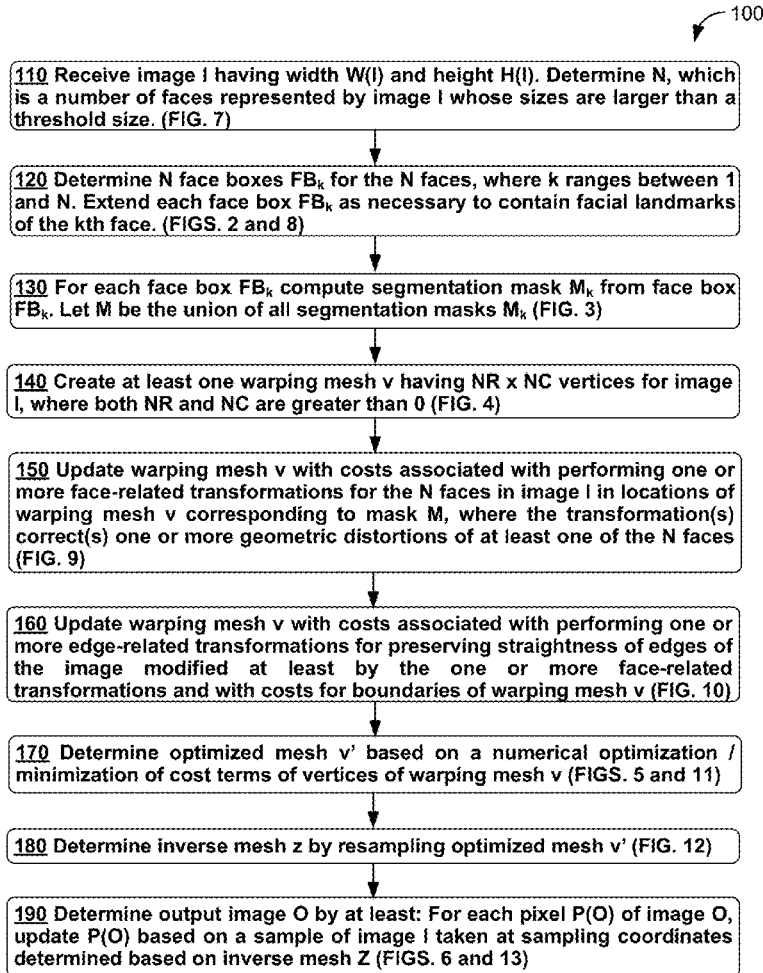 100
110 Receive image I having width W(I) and height H(I). Determine N, which
is a number of faces represented by image I whose sizes are larger than a
threshold size. (FIG. 7)
120 Determine N face boxes FBk for the N faces, where k ranges between 1
and N. Extend each face box FBk as necessary to contain facial landmarks
of the kth face. (FIGS. 2 and 8)
130 For each face box FBk compute segmentation mask Mk from face box
FBk. Let M be the union of all segmentation masks Mk (FIG. 3)
140 Create at least one warping mesh v having NR x NC vertices for image
I, where both NR and NC are greater than 0 (FIG. 4)
150 Update warping mesh v with costs associated with performing one or
more face-related transformations for the N faces in image I in locations of
warping mesh v corresponding to mask M, where the transformation(s)
correct(s) one or more geometric distortions of at least one of the N faces
(FIG. 9)
160 Update warping mesh v with costs associated with performing one or
more edge-related transformations for preserving straightness of edges of
the image modified at least by the one or more face-related
transformations and with costs for boundaries of warping mesh v (FIG. 10)
170 Determine optimized mesh v' based on a numerical optimization /
minimization of cost terms of vertices of warping mesh v (FIGS. 5 and 11)
180 Determine inverse mesh z by resampling optimized mesh v' (FIG. 12)
190 Determine output image O by at least: For each pixel P(O) of image O,
update P(O) based on a sample of image I taken at sampling coordinates
determined based on inverse mesh Z (FIGS. 6 and 13)